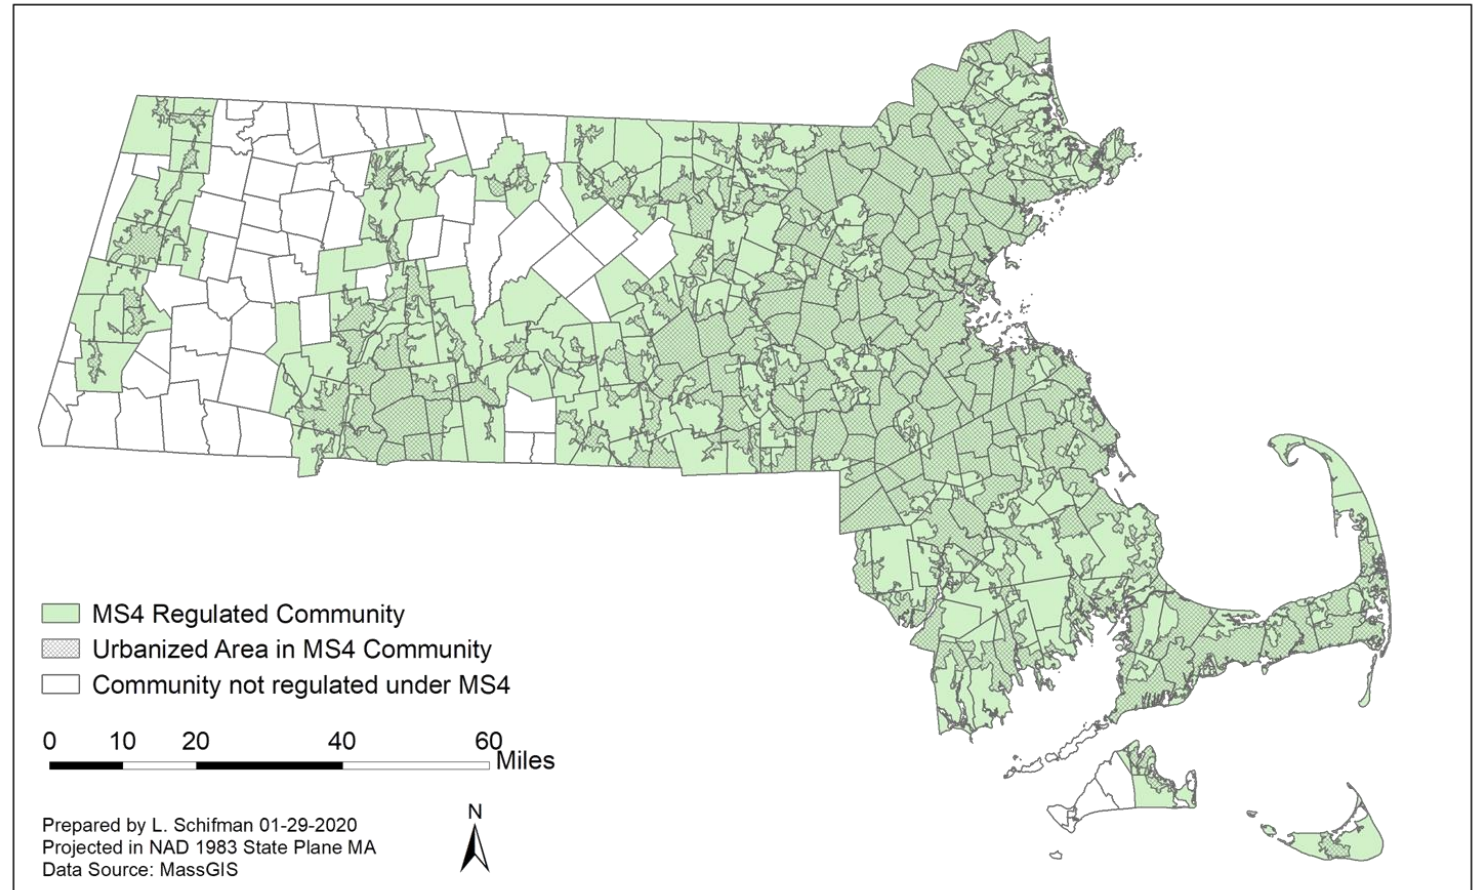 MS4 Regulated Community
Urbanized Area in MS4 Community
Community not regulated under MS4
0 10 20 40 60
Miles
N
Prepared by L. Schifman 01-29-2020
Projected in NAD 1983 State Plane MA
Data Source: MassGIS